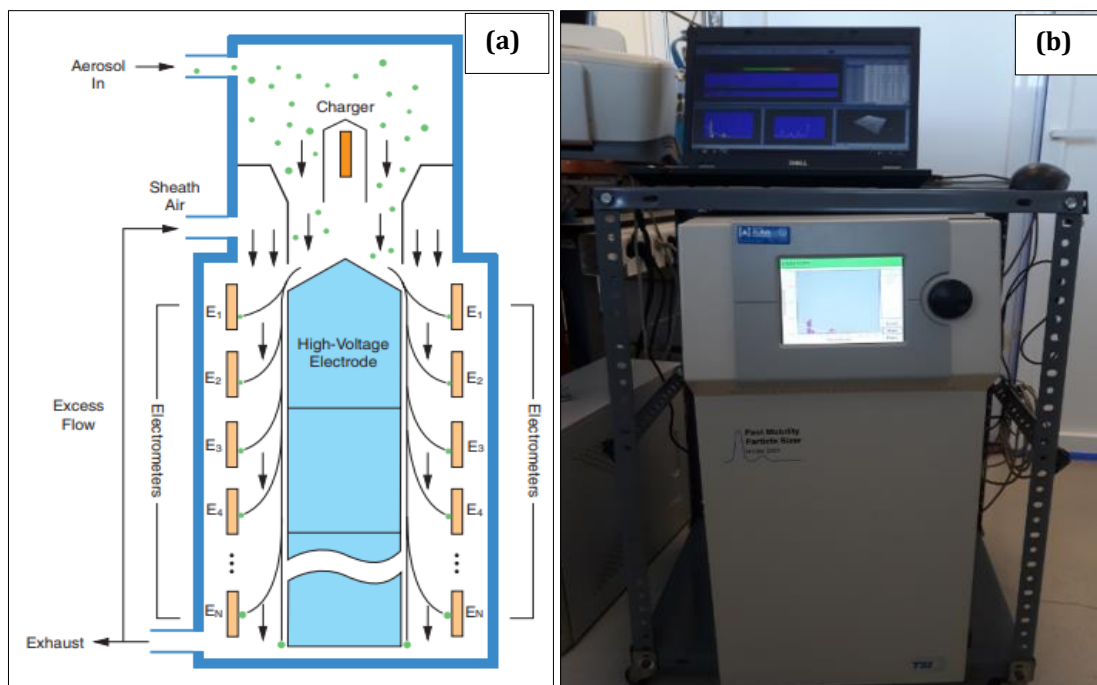 (a)
Aerosol
In
Charger
Sheath
Air
E1
E1
High-Voltage
Electrode
E2
E2
Excess
Flow
Electrometers
Electrometers
E3
E3
E4
E4
...
...
EN
EN
Exhaust
(b)
DELL
Fast Mobility
Particle Sizer
TSI